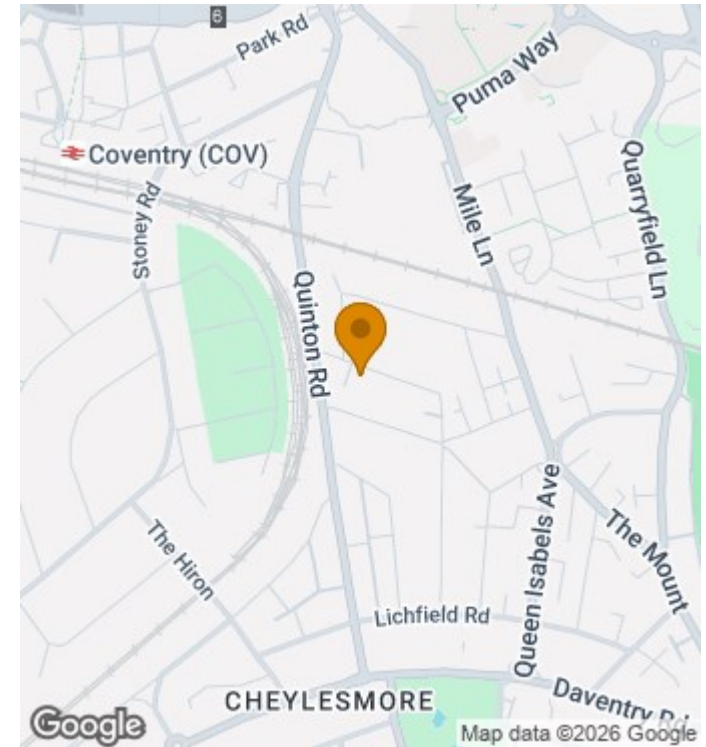 6
Park Rd
Puma Way
Coventry (COV)
Stoney Rd
Mile Ln
Quarryfield Ln
Quinton Rd
The Hiron
Queen Isabels Ave
The Mount
Lichfield Rd
CHEYLESMORE
Daventry Rd
Google
Map data ©2026 Google